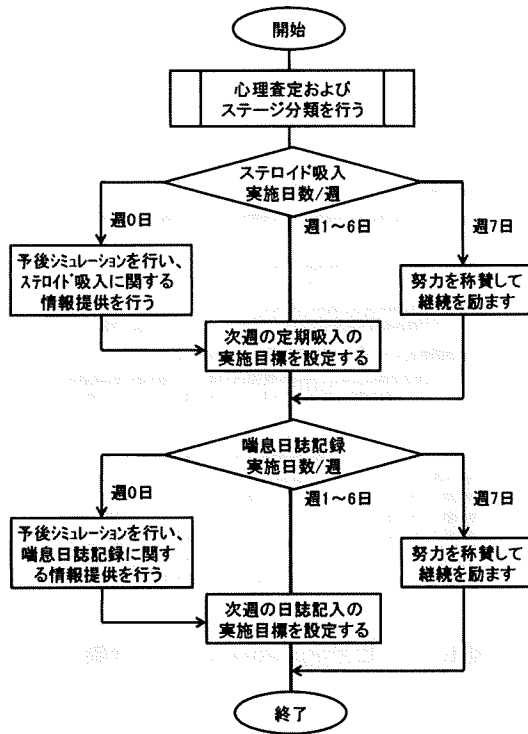 開始
心理査定および
ステージ分類を行う
ステロイド吸入
実施日数/週
週0日
週1～6日
週7日
予後シミュレーションを行い、
ステロイド吸入に関する
情報提供を行う
努力を称賛して
継続を励ます
次週の定期吸入の
実施目標を設定する
喘息日誌記録
実施日数/週
週0日
週1～6日
週7日
予後シミュレーションを行い、
喘息日誌記録に関す
る情報提供を行う
努力を称賛して
継続を励ます
次週の日誌記入の
実施目標を設定する
終了